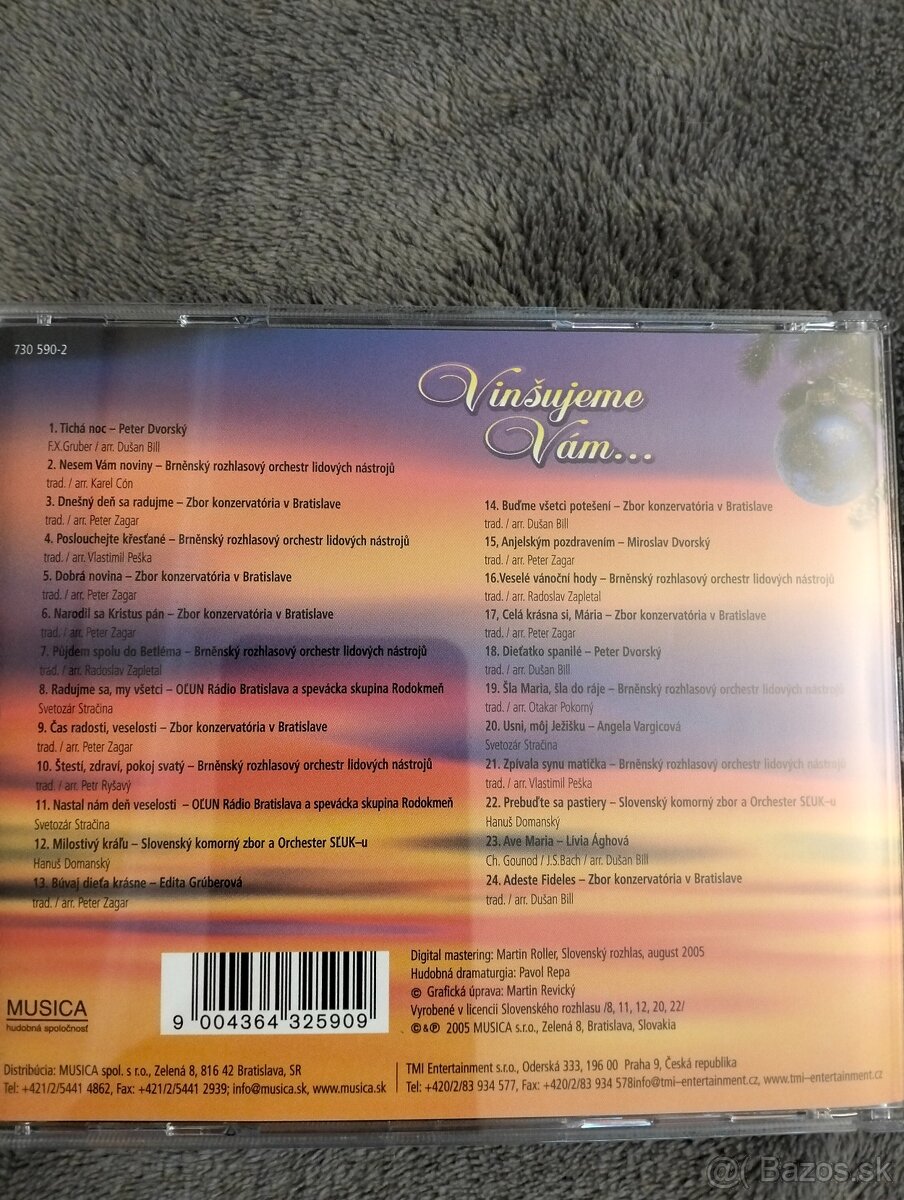 730 590-2
Vinšujeme
Vám...
1. Tichá noc – Peter Dvorský
F.X.Gruber / arr. Dušan Bill
2. Nesem Vám noviny – Brněnský rozhlasový orchestr lidových nástrojů
trad. / arr. Karel Cón
3. Dnešný deň sa radujme – Zbor konzervatória v Bratislave
trad. / arr. Peter Zagar
4. Poslouchejte křesťané – Brněnský rozhlasový orchestr lidových nástrojů
trad. / arr. Vlastimil Peška
5. Dobrá novina – Zbor konzervatória v Bratislave
trad. / arr. Peter Zagar
6. Narodil sa Kristus pán – Zbor konzervatória v Bratislave
trad. / arr. Peter Zagar
7. Půjdem spolu do Betléma – Brněnský rozhlasový orchestr lidových nástrojů
trad. / arr. Radoslav Zapletal
8. Radujme sa, my všetci – OĽUN Rádio Bratislava a spevácka skupina Rodokmeň
Svetozár Stračina
9. Čas radosti, veselosti – Zbor konzervatória v Bratislave
trad. / arr. Peter Zagar
10. Štestí, zdraví, pokoj svatý – Brněnský rozhlasový orchestr lidových nástrojů
trad. / arr. Petr Ryšavý
11. Nastal nám deň veselosti – OĽUN Rádio Bratislava a spevácka skupina Rodokmeň
Svetozár Stračina
12. Milostivý kráľu – Slovenský komorný zbor a Orchester SĽUK–u
Hanuš Domanský
13. Búvaj dieťa krásne – Edita Grúberová
trad. / arr. Peter Zagar
14. Buďme všetci potešení – Zbor konzervatória v Bratislave
trad. / arr. Dušan Bill
15, Anjelským pozdravením – Miroslav Dvorský
trad. / arr. Peter Zagar
16.Veselé vánoční hody – Brněnský rozhlasový orchestr lidových nástrojů
trad. / arr. Radoslav Zapletal
17, Celá krásna si, Mária – Zbor konzervatória v Bratislave
trad. / arr. Peter Zagar
18. Dieťatko spanilé – Peter Dvorský
trad. / arr. Dušan Bill
19. Šla Maria, šla do ráje – Brněnský rozhlasový orchestr lidových nástrojů
trad. / arr. Otakar Pokorný
20. Usni, môj Ježišku – Angela Vargicová
Svetozár Stračina
21. Zpívala synu matička – Brněnský rozhlasový orchestr lidových nástrojů
trad. / arr. Vlastimil Peška
22. Prebuďte sa pastiery – Slovenský komorný zbor a Orchester SĽUK–u
Hanuš Domanský
23. Ave Maria – Lívia Ághová
Ch. Gounod / J.S.Bach / arr. Dušan Bill
24. Adeste Fideles – Zbor konzervatória v Bratislave
trad. / arr. Dušan Bill
9 004364 325909
Digital mastering: Martin Roller, Slovenský rozhlas, august 2005
Hudobná dramaturgia: Pavol Repa
© Grafická úprava: Martin Revický
Vyrobené v licencii Slovenského rozhlasu /8, 11, 12, 20, 22/
©&℗ 2005 MUSICA s.r.o., Zelená 8, Bratislava, Slovakia
MUSICA
hudobná spoločnosť
Distribúcia: MUSICA spol. s r.o., Zelená 8, 816 42 Bratislava, SR
Tel: +421/2/5441 4862, Fax: +421/2/5441 2939; info@musica.sk, www.musica.sk
TMI Entertainment s.r.o., Oderská 333, 196 00 Praha 9, Česká republika
Tel: +420/2/83 934 577, Fax: +420/2/83 934 578info@tmi–entertainment.cz, www.tmi–entertainment.cz
@ Bazos.sk